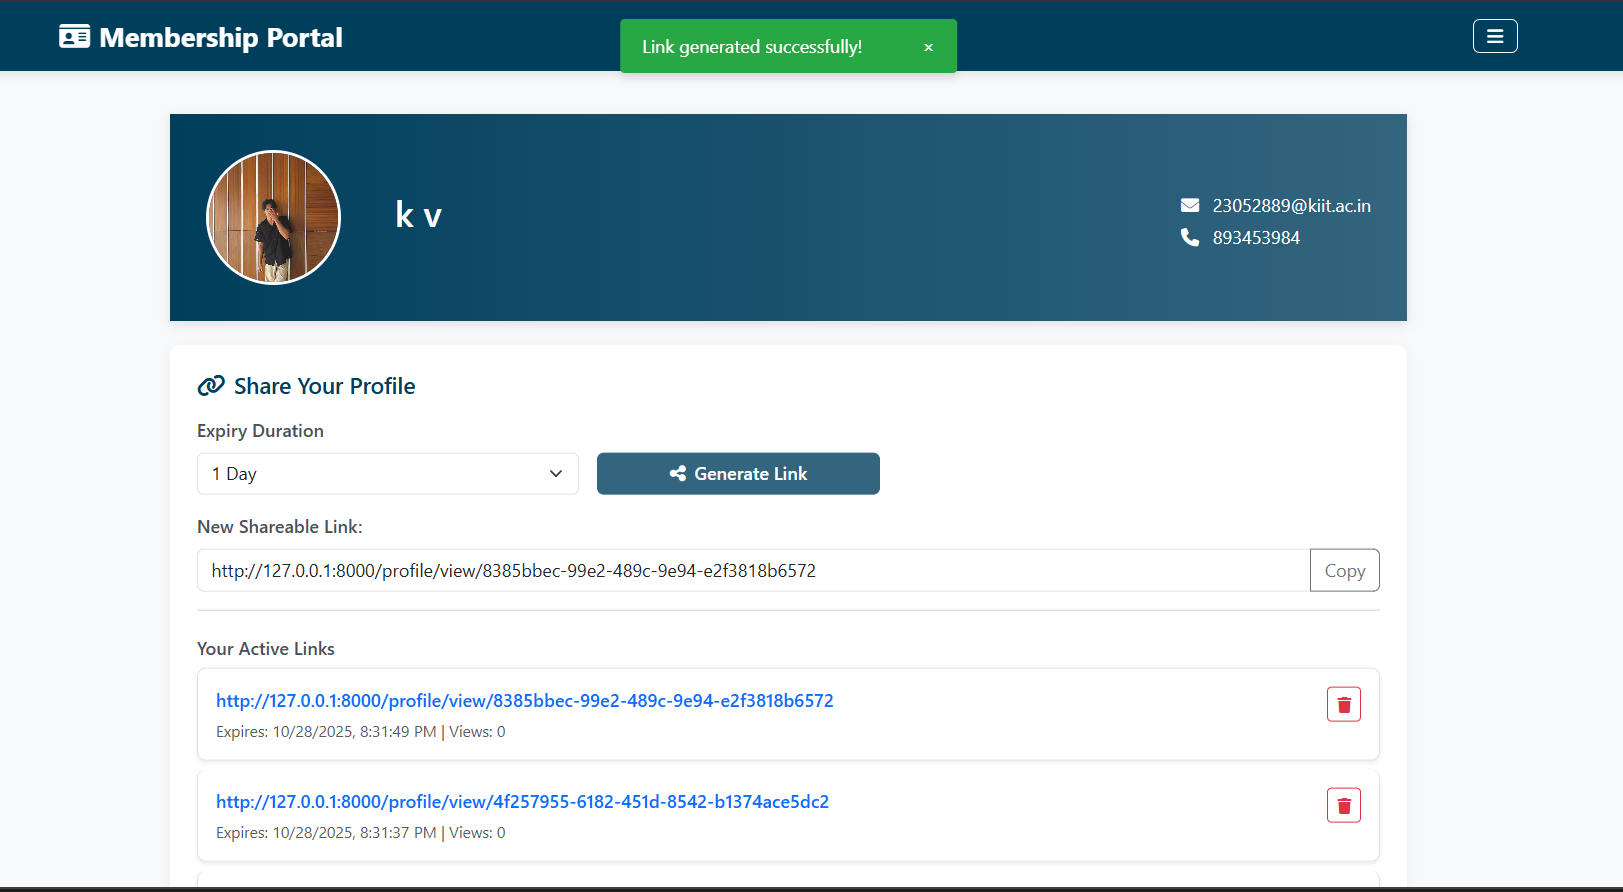 Membership Portal
Link generated successfully! ×
k v
23052889@kiit.ac.in
893453984
Share Your Profile
Expiry Duration
1 Day
Generate Link
New Shareable Link:
http://127.0.0.1:8000/profile/view/8385bbec-99e2-489c-9e94-e2f3818b6572
Copy
Your Active Links
http://127.0.0.1:8000/profile/view/8385bbec-99e2-489c-9e94-e2f3818b6572
Expires: 10/28/2025, 8:31:49 PM | Views: 0
http://127.0.0.1:8000/profile/view/4f257955-6182-451d-8542-b1374ace5dc2
Expires: 10/28/2025, 8:31:37 PM | Views: 0